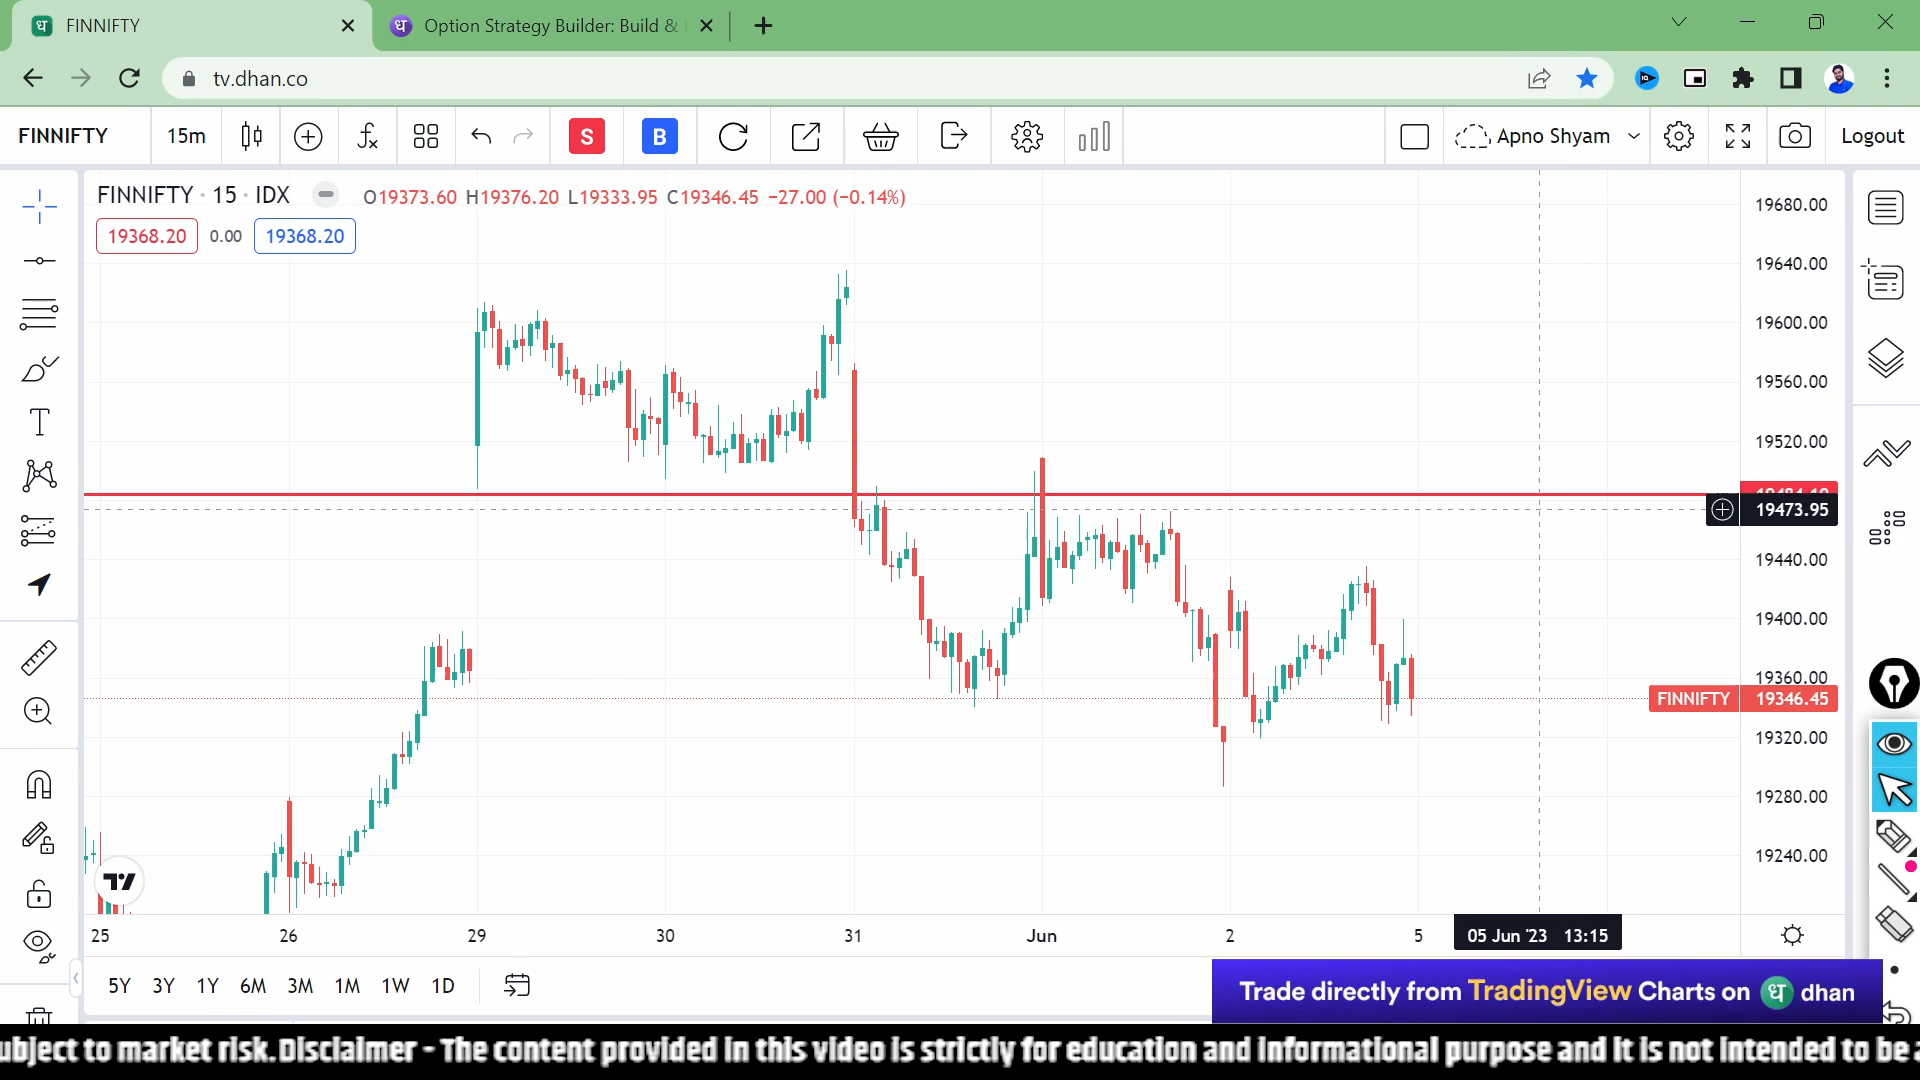 FINNIFTY
Option Strategy Builder: Build &
tv.dhan.co
FINNIFTY 15m S B Apno Shyam Logout
FINNIFTY · 15 · IDX O19373.60 H19376.20 L19333.95 C19346.45 −27.00 (−0.14%)
19368.20 0.00 19368.20
19680.00
19640.00
19600.00
19560.00
19520.00
19473.95
19440.00
19400.00
19360.00
FINNIFTY 19346.45
19320.00
19280.00
19240.00
25 26 29 30 31 Jun 2 5 05 Jun '23 13:15
5Y 3Y 1Y 6M 3M 1M 1W 1D
Trade directly from TradingView Charts on ध dhan
ubject to market risk. Disclaimer - The content provided in this video is strictly for education and informational purpose and it is not intended to be a